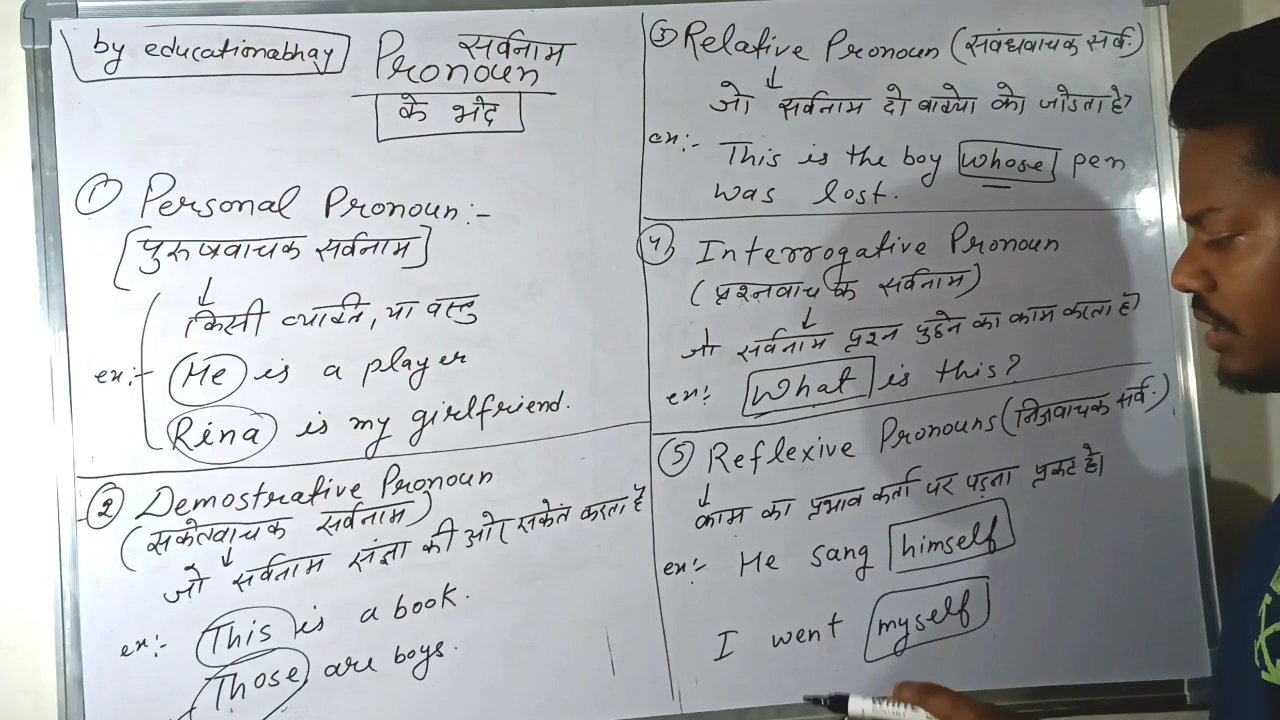 by educationabhay
सर्वनाम
Pronoun
के भेद
① Personal Pronoun:-
[पुरुषवाचक सर्वनाम]
↓
किसी व्यक्ति, या वस्तु
ex:- He is a player
Rina is my girlfriend.
② Demostrative Pronoun
(सकेतवाचक सर्वनाम)
↓
जो सर्वनाम संज्ञा की ओर सकेत करता है
ex:- This is a book.
Those are boys.
③ Relative Pronoun (सबंधवाचक सर्व.)
↓
जो सर्वनाम दो वाक्यो को जोडता है
ex:- This is the boy whose pen
was lost.
④ Interrogative Pronoun
(प्रश्नवाचक सर्वनाम)
↓
जो सर्वनाम प्रश्न पुछने का काम करता है
ex:- What is this?
⑤ Reflexive Pronouns (निजवाचक सर्व.)
↓
काम का प्रभाव कर्ता पर पड़ता प्रकट है।
ex:- He sang himself
I went myself